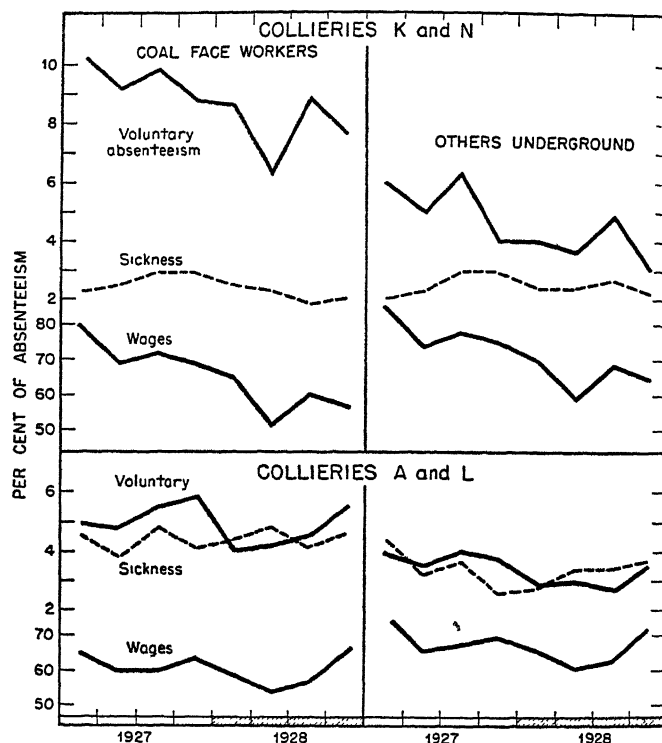 COLLIERIES K and N
COAL FACE WORKERS
10
8
Voluntary
absenteeism
OTHERS UNDERGROUND
6
4
Sickness
2
80
Wages
70
60
50
PER CENT OF ABSENTEEISM
COLLIERIES A and L
Voluntary
6
4
Sickness
2
70
Wages
60
50
1927 1928 1927 1928